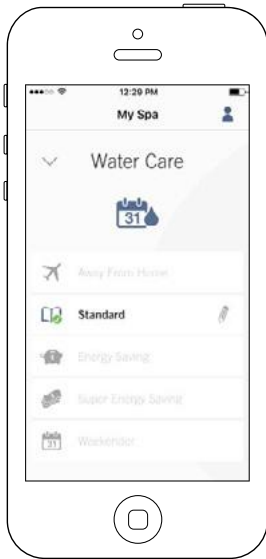 12:29 PM
My Spa
Water Care
31
Away From Home
Standard
Energy Saving
Super Energy Saving
31
Weekender